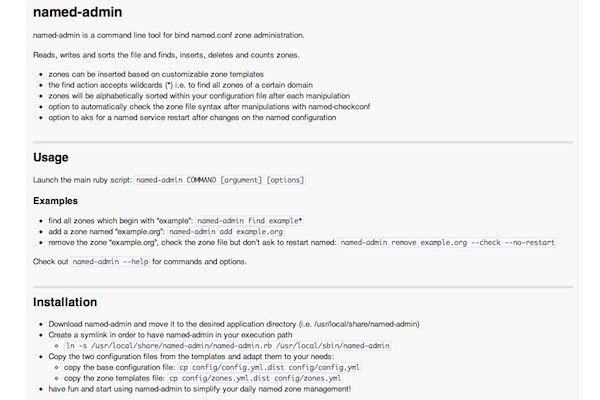 named-admin
named-admin is a command line tool for bind named.conf zone administration.
Reads, writes and sorts the file and finds, inserts, deletes and counts zones.
• zones can be inserted based on customizable zone templates
• the find action accepts wildcards (*) i.e. to find all zones of a certain domain
• zones will be alphabetically sorted within your configuration file after each manipulation
• option to automatically check the zone file syntax after manipulations with named-checkconf
• option to aks for a named service restart after changes on the named configuration
Usage
Launch the main ruby script: named-admin COMMAND [argument] [options]
Examples
• find all zones which begin with "example": named-admin find example*
• add a zone named "example.org": named-admin add example.org
• remove the zone "example.org", check the zone file but don't ask to restart named: named-admin remove example.org --check --no-restart
Check out named-admin --help for commands and options.
Installation
• Download named-admin and move it to the desired application directory (i.e. /usr/local/share/named-admin)
• Create a symlink in order to have named-admin in your execution path
◦ ln -s /usr/local/share/named-admin/named-admin.rb /usr/local/sbin/named-admin
• Copy the two configuration files from the templates and adapt them to your needs:
◦ copy the base configuration file: cp config/config.yml.dist config/config.yml
◦ copy the zone templates file: cp config/zones.yml.dist config/zones.yml
• have fun and start using named-admin to simplify your daily named zone management!